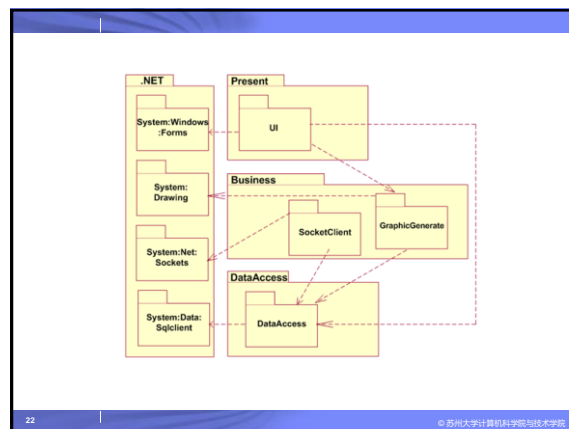 .NET
System:Windows
:Forms
System:
Drawing
System:Net:
Sockets
System:Data:
Sqlclient
Present
UI
Business
SocketClient
GraphicGenerate
DataAccess
DataAccess
22
©苏州大学计算机科学院与技术学院